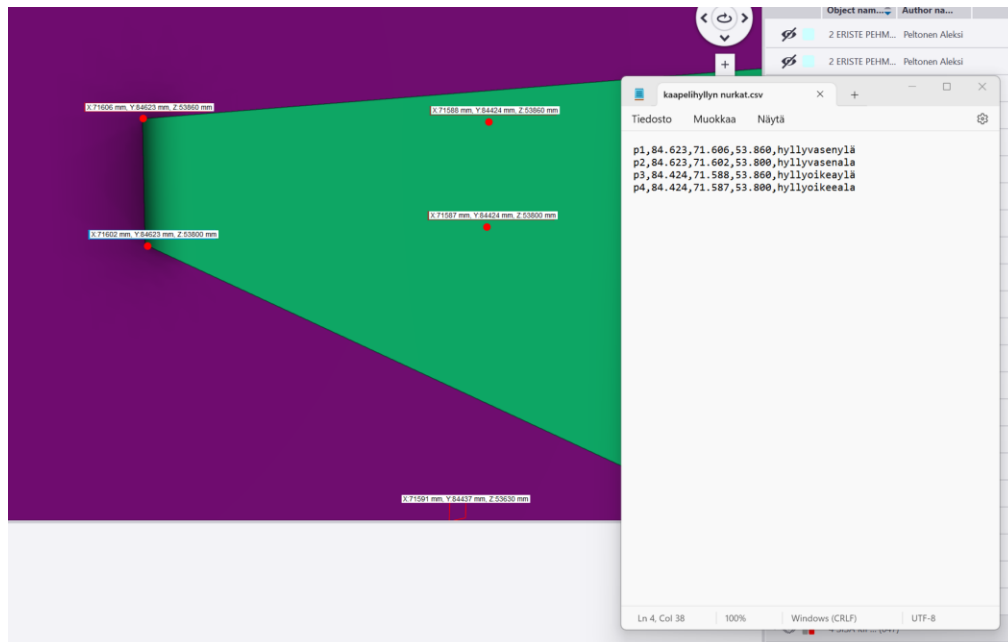 Object nam... Author na...
2 ERISTE PEHM... Peltonen Aleksi
2 ERISTE PEHM... Peltonen Aleksi
X:71606 mm, Y:84623 mm, Z:53860 mm
X:71588 mm, Y:84424 mm, Z:53860 mm
X:71587 mm, Y:84424 mm, Z:53800 mm
X:71602 mm, Y:84623 mm, Z:53800 mm
X:71591 mm, Y:84437 mm, Z:53630 mm
kaapelihyllyn nurkat.csv
Tiedosto Muokkaa Näytä
p1,84.623,71.606,53.860,hyllyvasenylä
p2,84.623,71.602,53.800,hyllyvasenala
p3,84.424,71.588,53.860,hyllyoikeaylä
p4,84.424,71.587,53.800,hyllyoikeeala
Ln 4, Col 38 100% Windows (CRLF) UTF-8